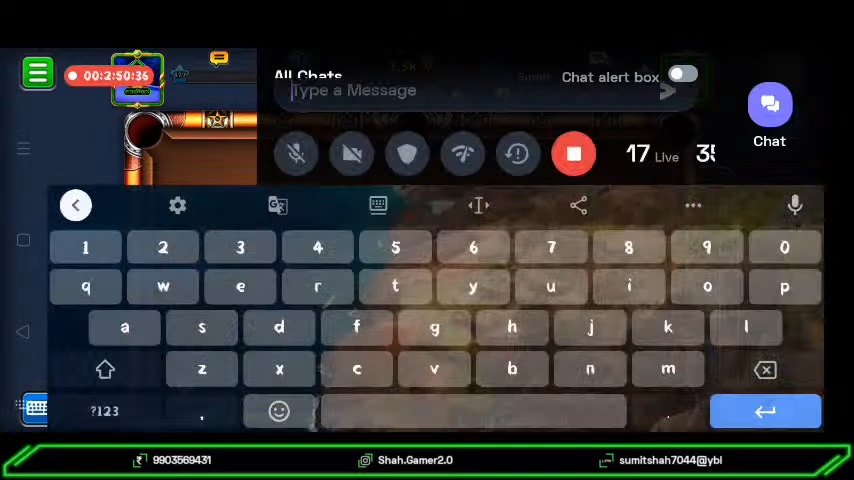 00:2:50:36
All Chats
Chat alert box
Type a Message
Chat
17 Live
1 2 3 4 5 6 7 8 9 0
q w e r t y u i o p
a s d f g h j k l
z x c v b n m
?123 , .
9903569431
Shah.Gamer2.0
sumitshah7044@ybl